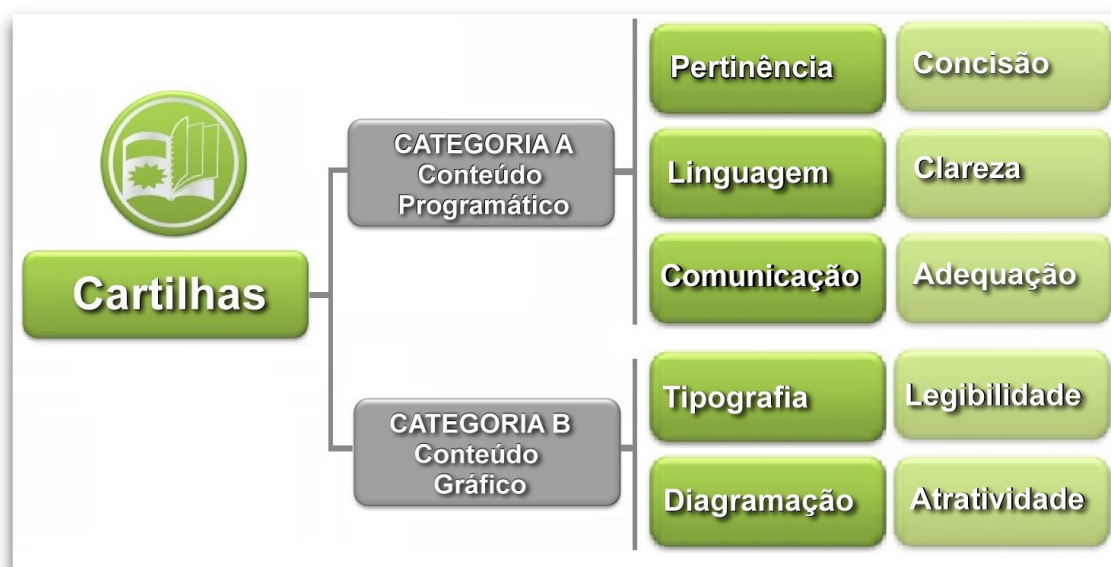 Cartilhas
CATEGORIA A
Conteúdo
Programático
Pertinência
Concisão
Linguagem
Clareza
Comunicação
Adequação
CATEGORIA B
Conteúdo
Gráfico
Tipografia
Legibilidade
Diagramação
Atratividade